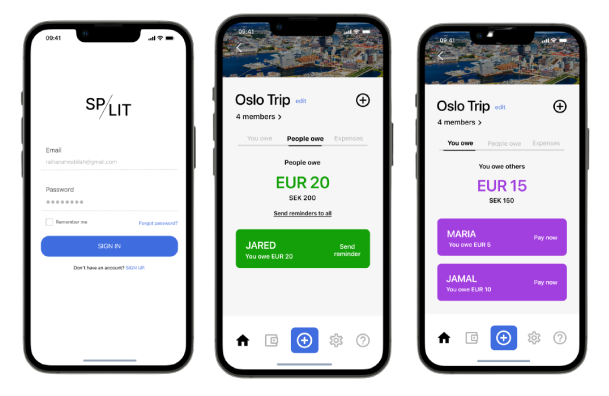 09:41
SP/LIT
Email
Password
Remember me
Forgot password?
SIGN IN
Don't have an account? SIGN UP
09:41
Oslo Trip edit
4 members >
You owe People owe Expenses
People owe
EUR 20
SEK 200
Send reminders to all
JARED
You owe EUR 20
Send
reminder
09:41
Oslo Trip edit
4 members >
You owe People owe Expenses
You owe others
EUR 15
SEK 150
MARIA
You owe EUR 5
Pay now
JAMAL
You owe EUR 10
Pay now